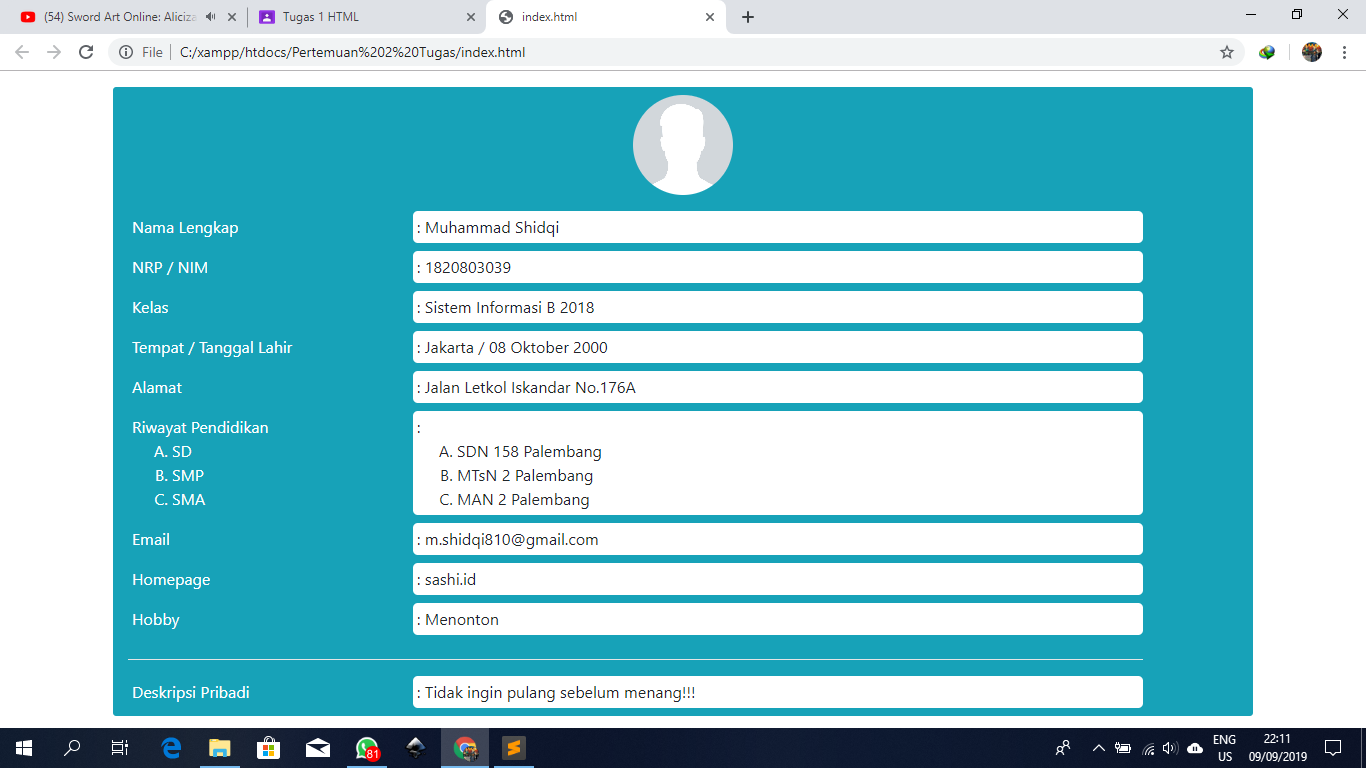 (54) Sword Art Online: Aliciza
Tugas 1 HTML
index.html
File
C:/xampp/htdocs/Pertemuan%202%20Tugas/index.html
Nama Lengkap : Muhammad Shidqi
NRP / NIM : 1820803039
Kelas : Sistem Informasi B 2018
Tempat / Tanggal Lahir : Jakarta / 08 Oktober 2000
Alamat : Jalan Letkol Iskandar No.176A
Riwayat Pendidikan :
A. SD A. SDN 158 Palembang
B. SMP B. MTsN 2 Palembang
C. SMA C. MAN 2 Palembang
Email : m.shidqi810@gmail.com
Homepage : sashi.id
Hobby : Menonton
Deskripsi Pribadi : Tidak ingin pulang sebelum menang!!!
81
ENG
US
22:11
09/09/2019